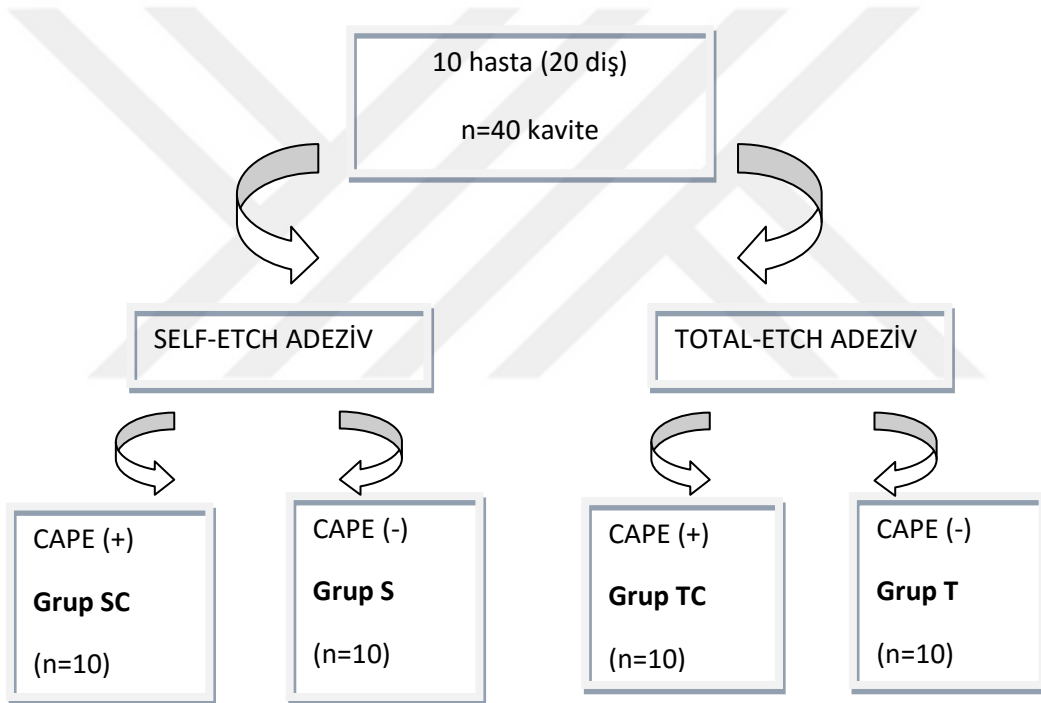 10 hasta (20 diş)
n=40 kavite
SELF-ETCH ADEZİV
TOTAL-ETCH ADEZİV
CAPE (+)
Grup SC
(n=10)
CAPE (-)
Grup S
(n=10)
CAPE (+)
Grup TC
(n=10)
CAPE (-)
Grup T
(n=10)